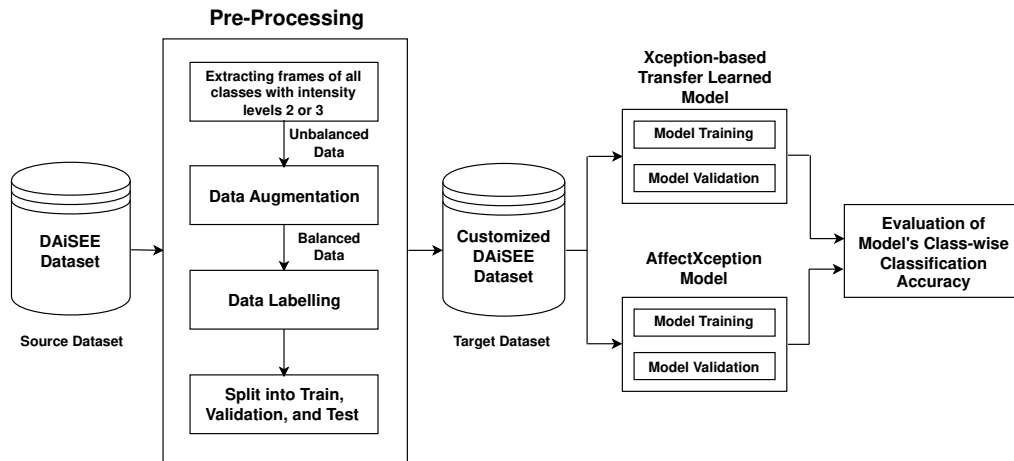 Pre-Processing
Extracting frames of all
classes with intensity
levels 2 or 3
Unbalanced
Data
Data Augmentation
Balanced
Data
Data Labelling
Split into Train,
Validation, and Test
DAiSEE
Dataset
Source Dataset
Customized
DAiSEE
Dataset
Target Dataset
Xception-based
Transfer Learned
Model
Model Training
Model Validation
AffectXception
Model
Model Training
Model Validation
Evaluation of
Model's Class-wise
Classification
Accuracy